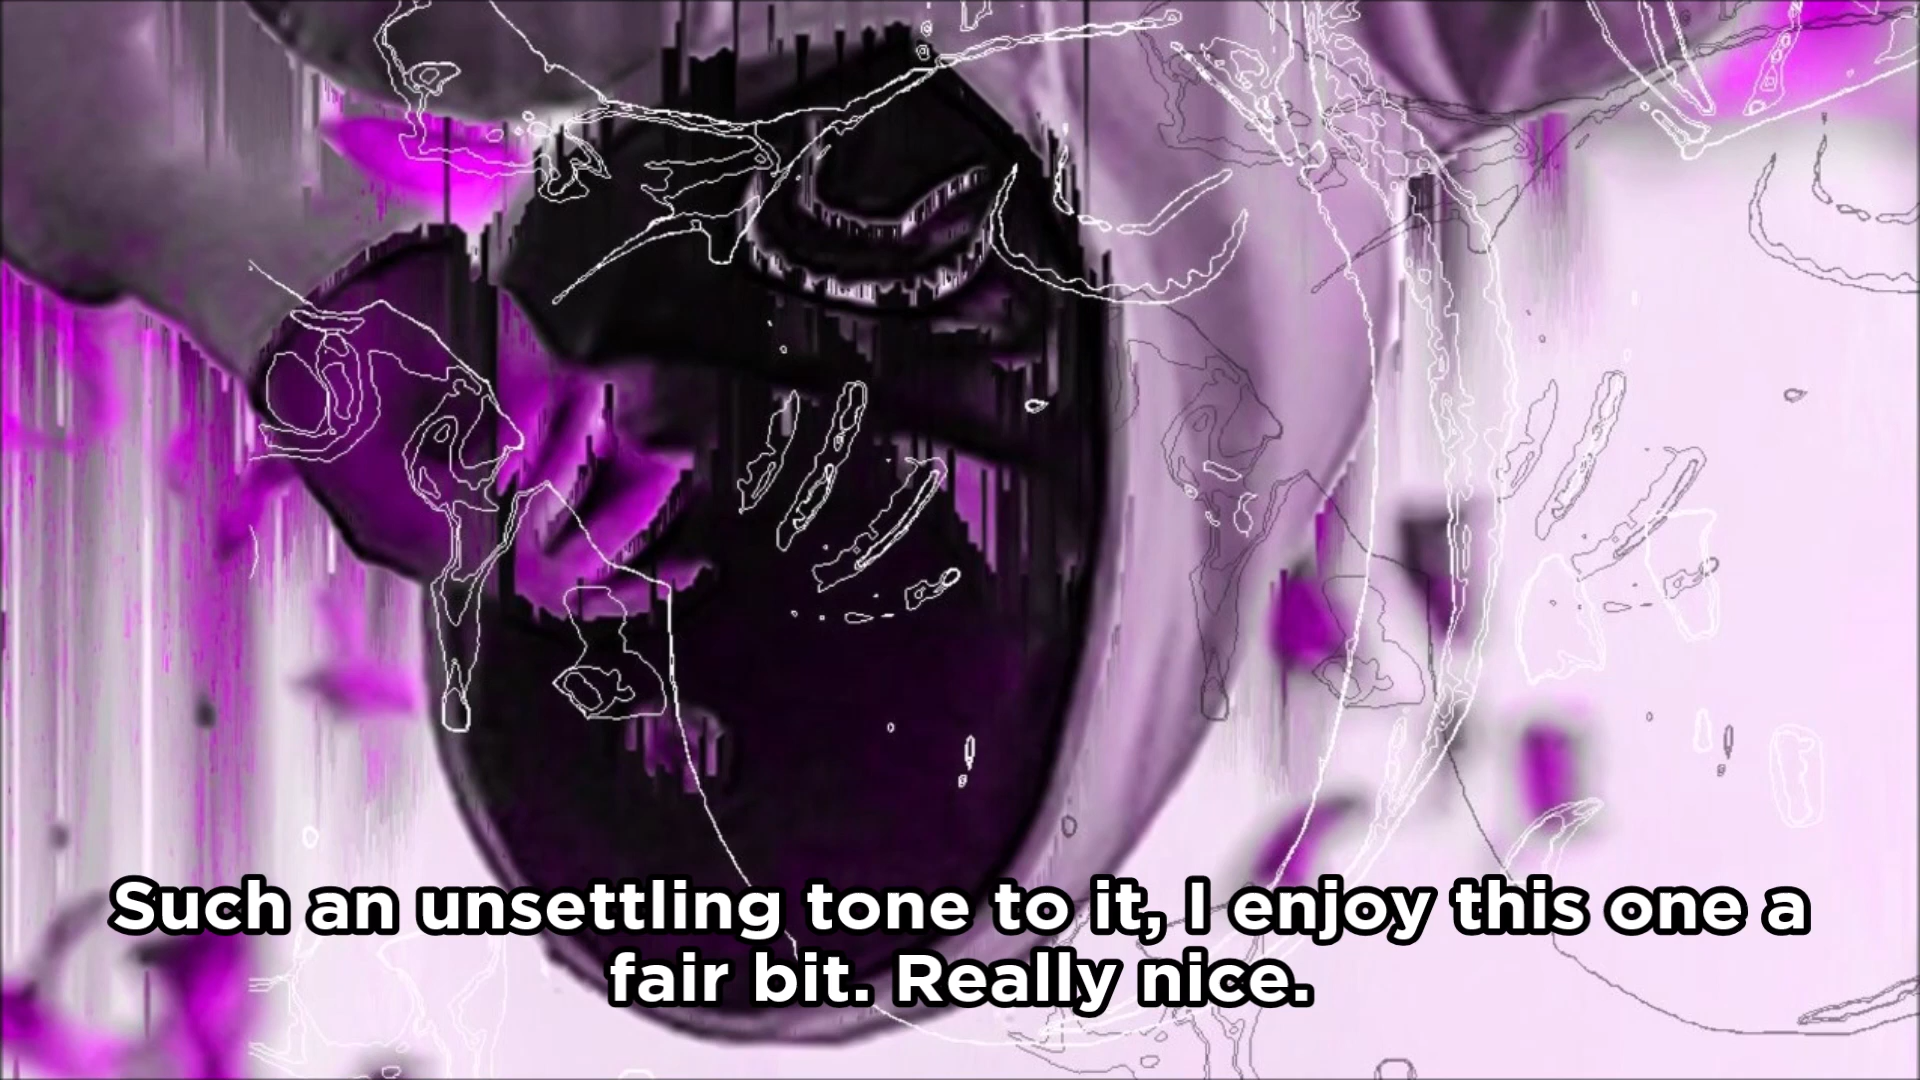 Such an unsettling tone to it, I enjoy this one a
fair bit. Really nice.